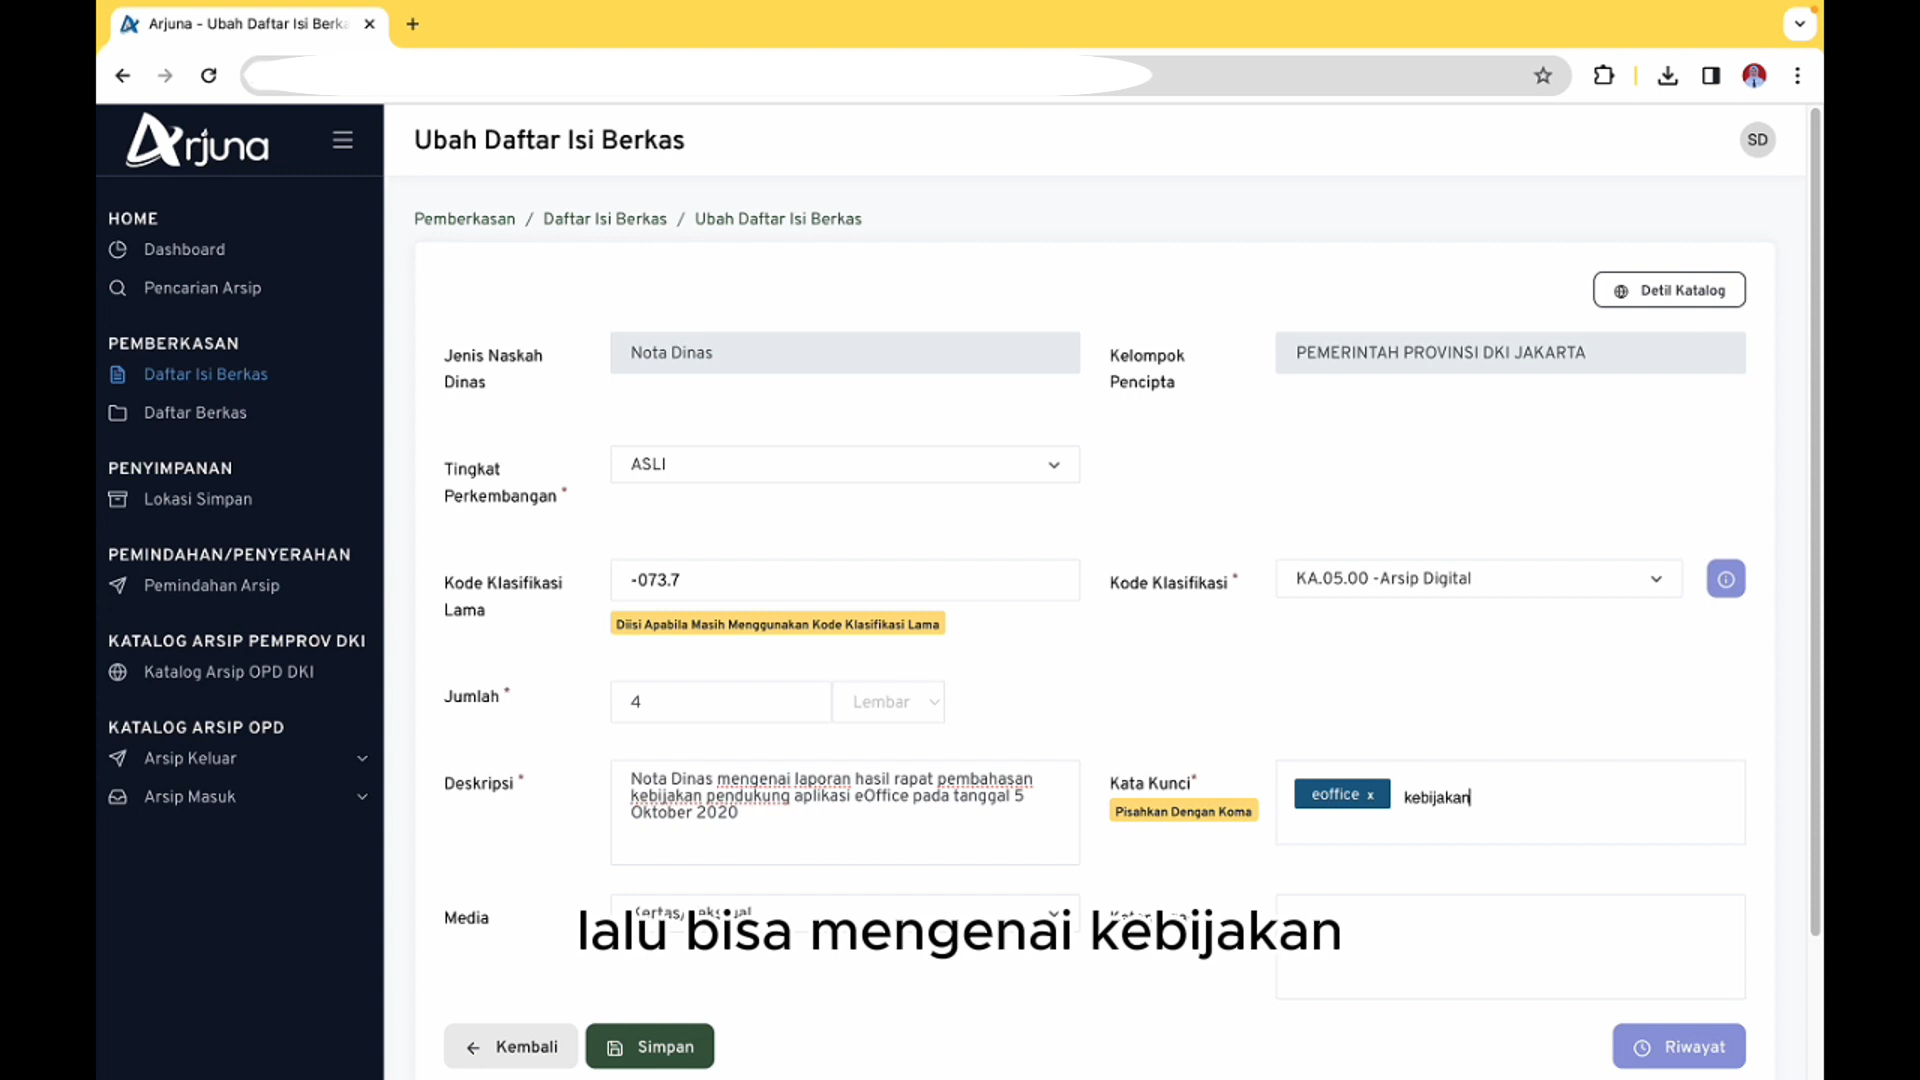 Arjuna - Ubah Daftar Isi Berka
Arjuna
Ubah Daftar Isi Berkas
SD
HOME
Dashboard
Pencarian Arsip
PEMBERKASAN
Daftar Isi Berkas
Daftar Berkas
PENYIMPANAN
Lokasi Simpan
PEMINDAHAN/PENYERAHAN
Pemindahan Arsip
KATALOG ARSIP PEMPROV DKI
Katalog Arsip OPD DKI
KATALOG ARSIP OPD
Arsip Keluar
Arsip Masuk
Pemberkasan / Daftar Isi Berkas / Ubah Daftar Isi Berkas
Detil Katalog
Jenis Naskah
Dinas
Nota Dinas
Kelompok
Pencipta
PEMERINTAH PROVINSI DKI JAKARTA
Tingkat
Perkembangan *
ASLI
Kode Klasifikasi
Lama
-073.7
Diisi Apabila Masih Menggunakan Kode Klasifikasi Lama
Kode Klasifikasi *
KA.05.00 -Arsip Digital
Jumlah *
4
Lembar
Deskripsi *
Nota Dinas mengenai laporan hasil rapat pembahasan
kebijakan pendukung aplikasi eOffice pada tanggal 5
Oktober 2020
Kata Kunci*
Pisahkan Dengan Koma
eoffice x
kebijakan
Media
lalu bisa mengenai kebijakan
Kembali
Simpan
Riwayat